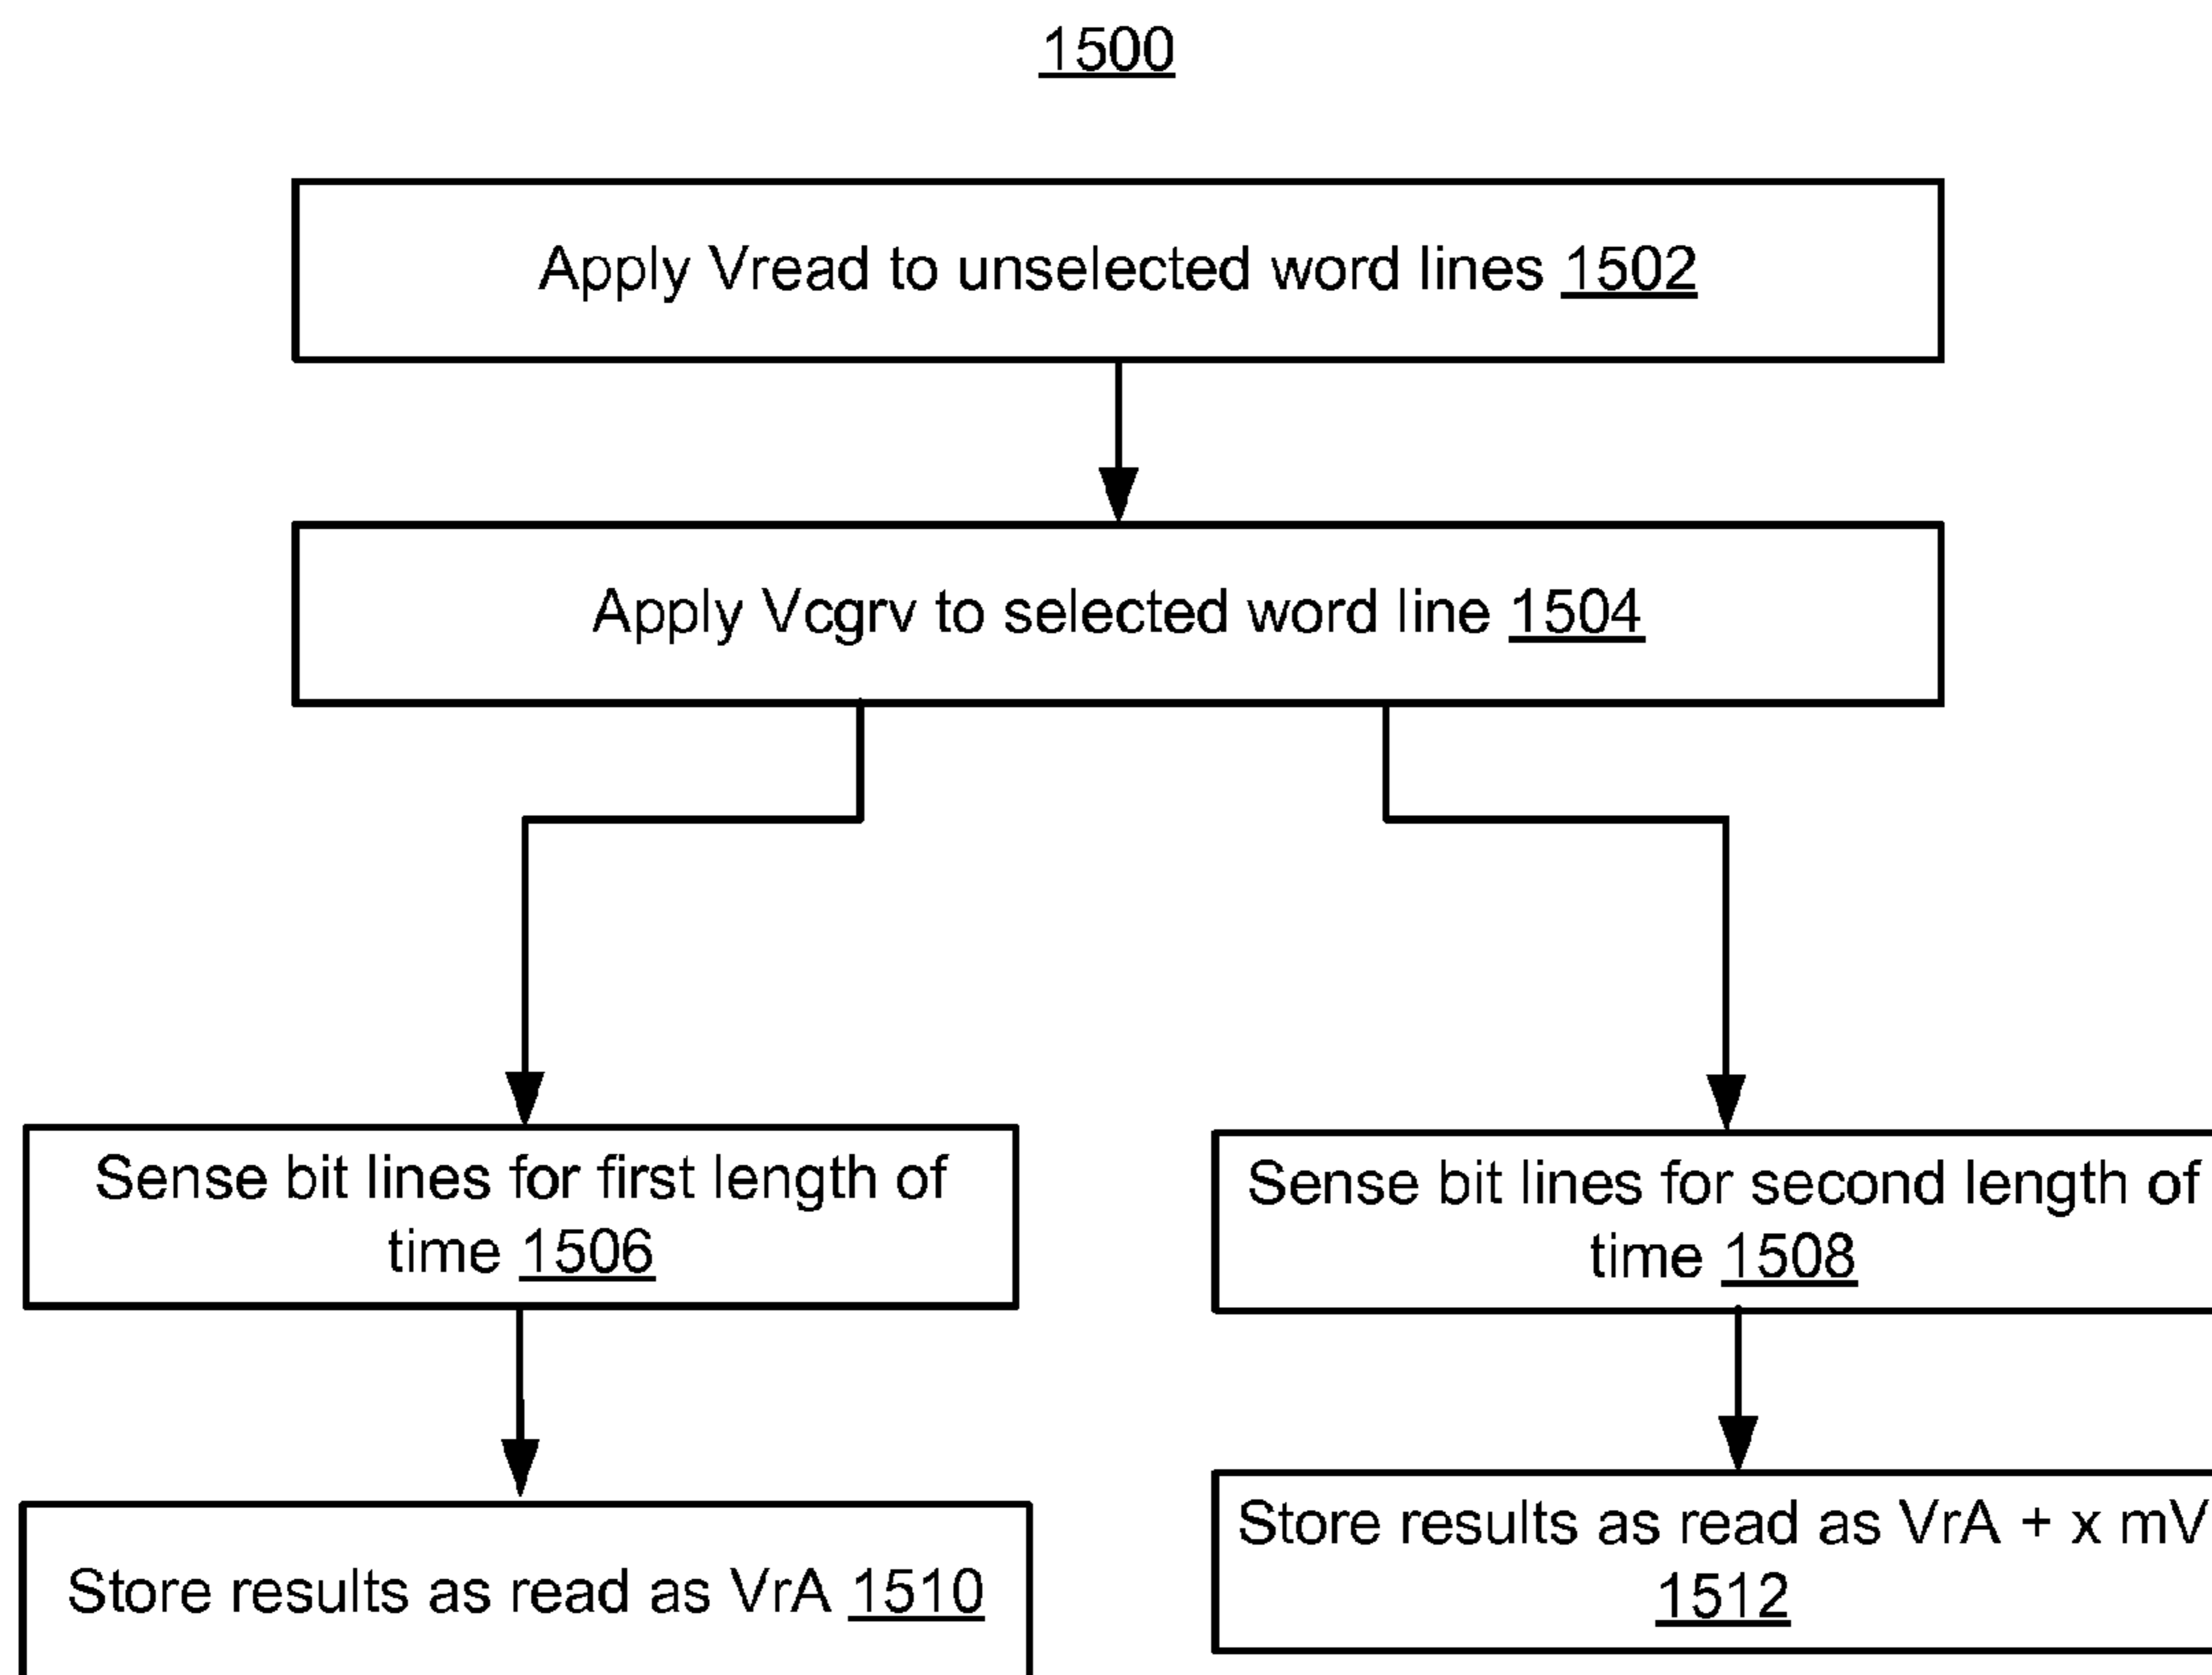 1500
Apply Vread to unselected word lines 1502
Apply Vcgrv to selected word line 1504
Sense bit lines for first length of
time 1506
Sense bit lines for second length of
time 1508
Store results as read as VrA 1510
Store results as read as VrA + x mV
1512